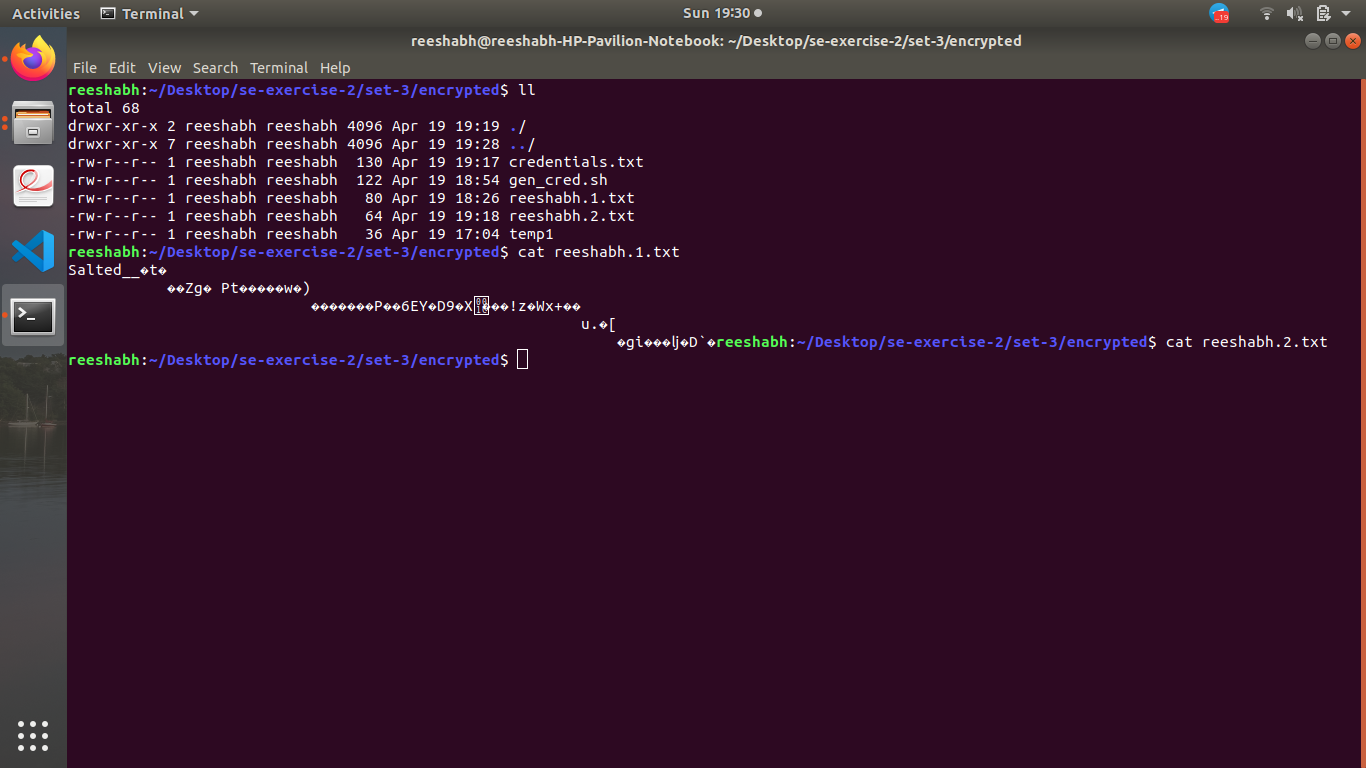 Activities Terminal Sun 19:30
19
reeshabh@reeshabh-HP-Pavilion-Notebook: ~/Desktop/se-exercise-2/set-3/encrypted
File Edit View Search Terminal Help
reeshabh:~/Desktop/se-exercise-2/set-3/encrypted$ ll
total 68
drwxr-xr-x 2 reeshabh reeshabh 4096 Apr 19 19:19 ./
drwxr-xr-x 7 reeshabh reeshabh 4096 Apr 19 19:28 ../
-rw-r--r-- 1 reeshabh reeshabh  130 Apr 19 19:17 credentials.txt
-rw-r--r-- 1 reeshabh reeshabh  122 Apr 19 18:54 gen_cred.sh
-rw-r--r-- 1 reeshabh reeshabh   80 Apr 19 18:26 reeshabh.1.txt
-rw-r--r-- 1 reeshabh reeshabh   64 Apr 19 19:18 reeshabh.2.txt
-rw-r--r-- 1 reeshabh reeshabh   36 Apr 19 17:04 temp1
reeshabh:~/Desktop/se-exercise-2/set-3/encrypted$ cat reeshabh.1.txt
Salted__�t�
��Zg� Pt�����w�)
�������P��6EY�D9�X���!z�Wx+��
u.�[
�gi���lj�D`�reeshabh:~/Desktop/se-exercise-2/set-3/encrypted$ cat reeshabh.2.txt
reeshabh:~/Desktop/se-exercise-2/set-3/encrypted$